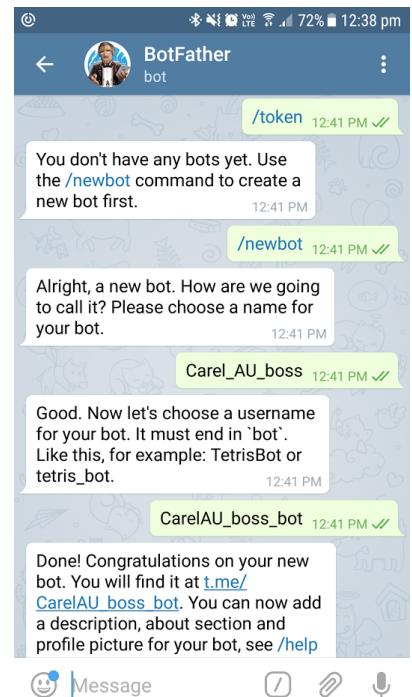 Vo)) LTE 72% 12:38 pm
BotFather
bot
/token 12:41 PM
You don't have any bots yet. Use
the /newbot command to create a
new bot first.
12:41 PM
/newbot 12:41 PM
Alright, a new bot. How are we going
to call it? Please choose a name for
your bot.
12:41 PM
Carel_AU_boss 12:41 PM
Good. Now let's choose a username
for your bot. It must end in `bot`.
Like this, for example: TetrisBot or
tetris_bot.
12:41 PM
CarelAU_boss_bot 12:41 PM
Done! Congratulations on your new
bot. You will find it at t.me/
CarelAU_boss_bot. You can now add
a description, about section and
profile picture for your bot, see /help
Message